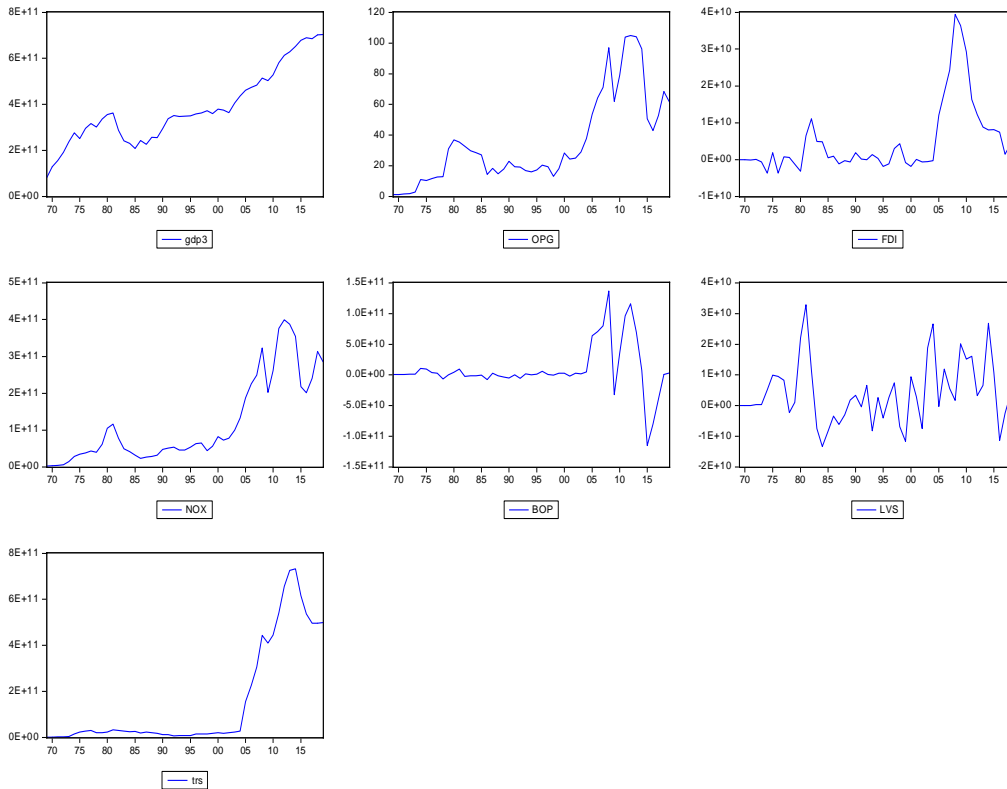 8E+11
6E+11
4E+11
2E+11
0E+00
70 75 80 85 90 95 00 05 10 15
gdp3
120
100
80
60
40
20
0
70 75 80 85 90 95 00 05 10 15
OPG
4E+10
3E+10
2E+10
1E+10
0E+00
-1E+10
70 75 80 85 90 95 00 05 10 15
FDI
5E+11
4E+11
3E+11
2E+11
1E+11
0E+00
70 75 80 85 90 95 00 05 10 15
NOX
1.5E+11
1.0E+11
5.0E+10
0.0E+00
-5.0E+10
-1.0E+11
-1.5E+11
70 75 80 85 90 95 00 05 10 15
BOP
4E+10
3E+10
2E+10
1E+10
0E+00
-1E+10
-2E+10
70 75 80 85 90 95 00 05 10 15
LVS
8E+11
6E+11
4E+11
2E+11
0E+00
70 75 80 85 90 95 00 05 10 15
trs